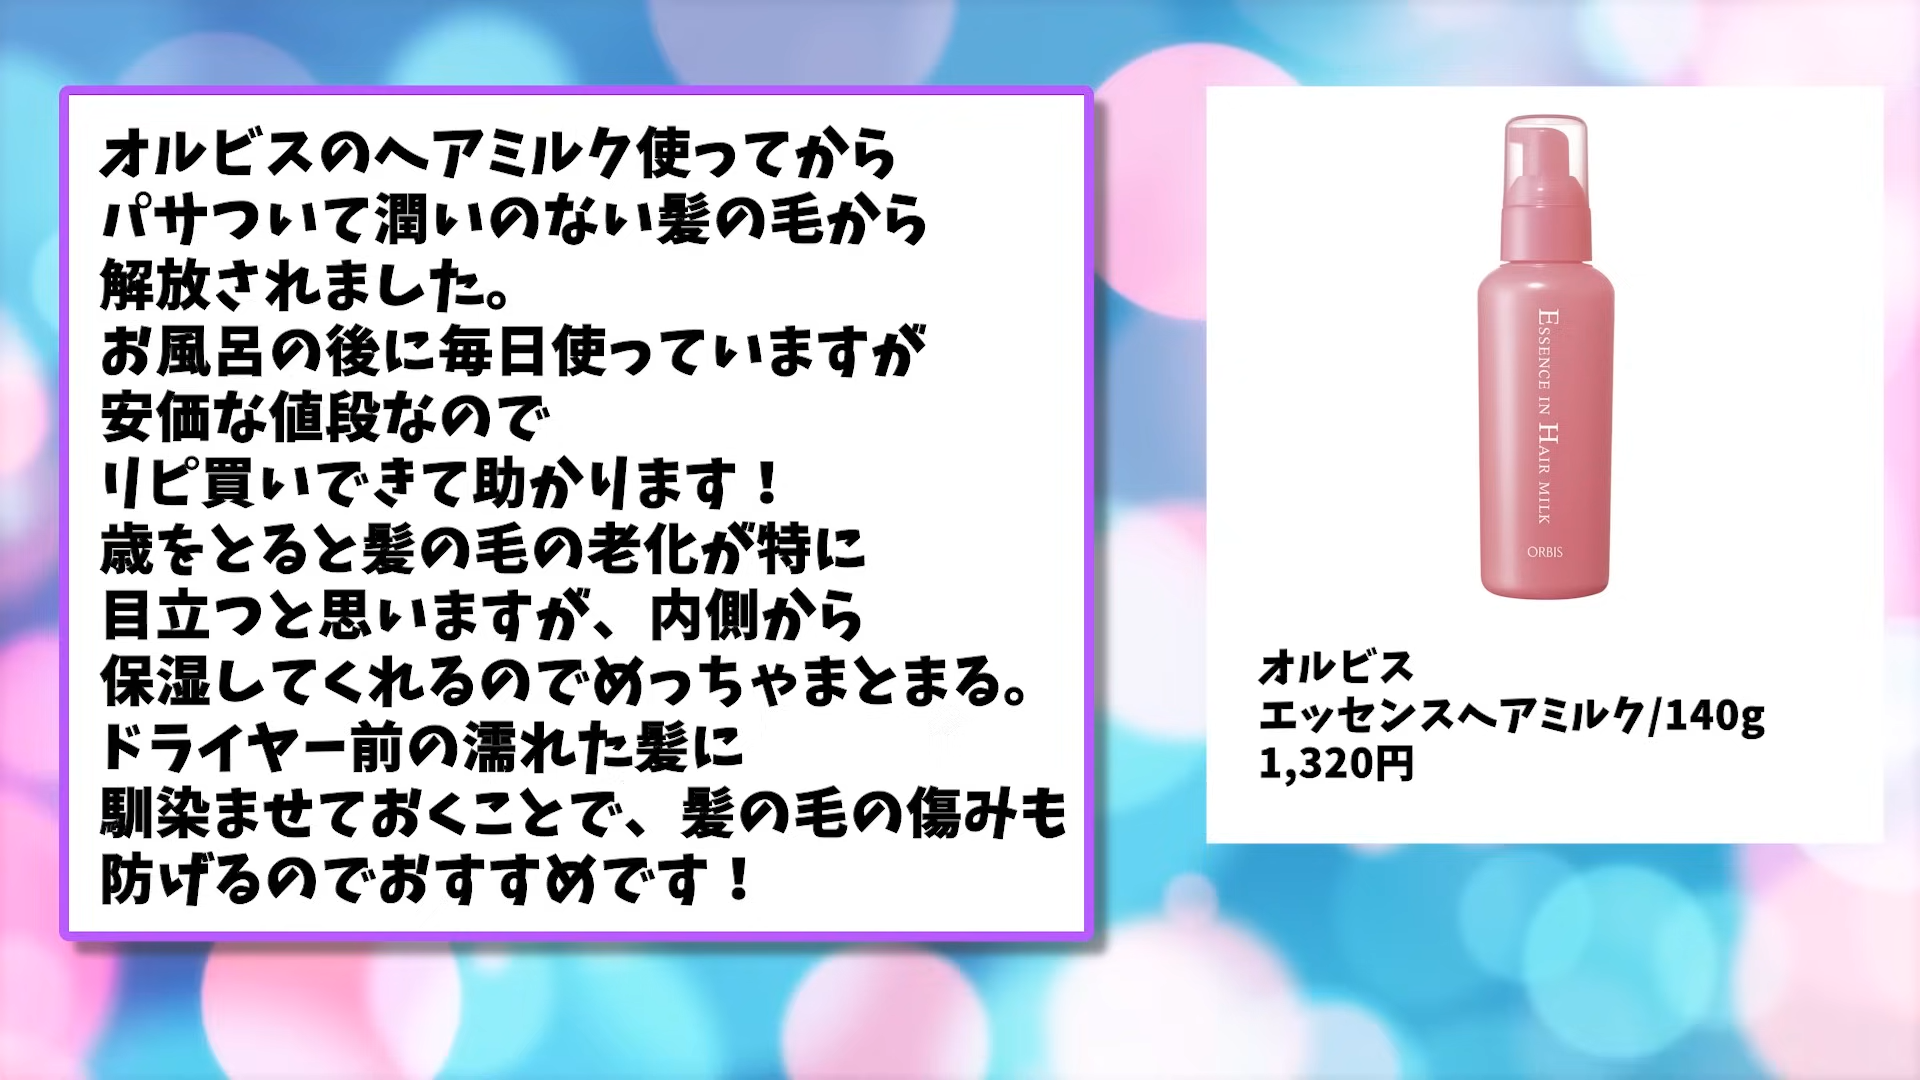 オルビスのヘアミルク使ってから
パサついて潤いのない髪の毛から
解放されました。
お風呂の後に毎日使っていますが
安価な値段なので
リピ買いできて助かります！
歳をとると髪の毛の老化が特に
目立つと思いますが、内側から
保湿してくれるのでめっちゃまとまる。
ドライヤー前の濡れた髪に
馴染ませておくことで、髪の毛の傷みも
防げるのでおすすめです！
ESSENCE IN HAIR MILK
ORBIS
オルビス
エッセンスヘアミルク/140g
1,320円